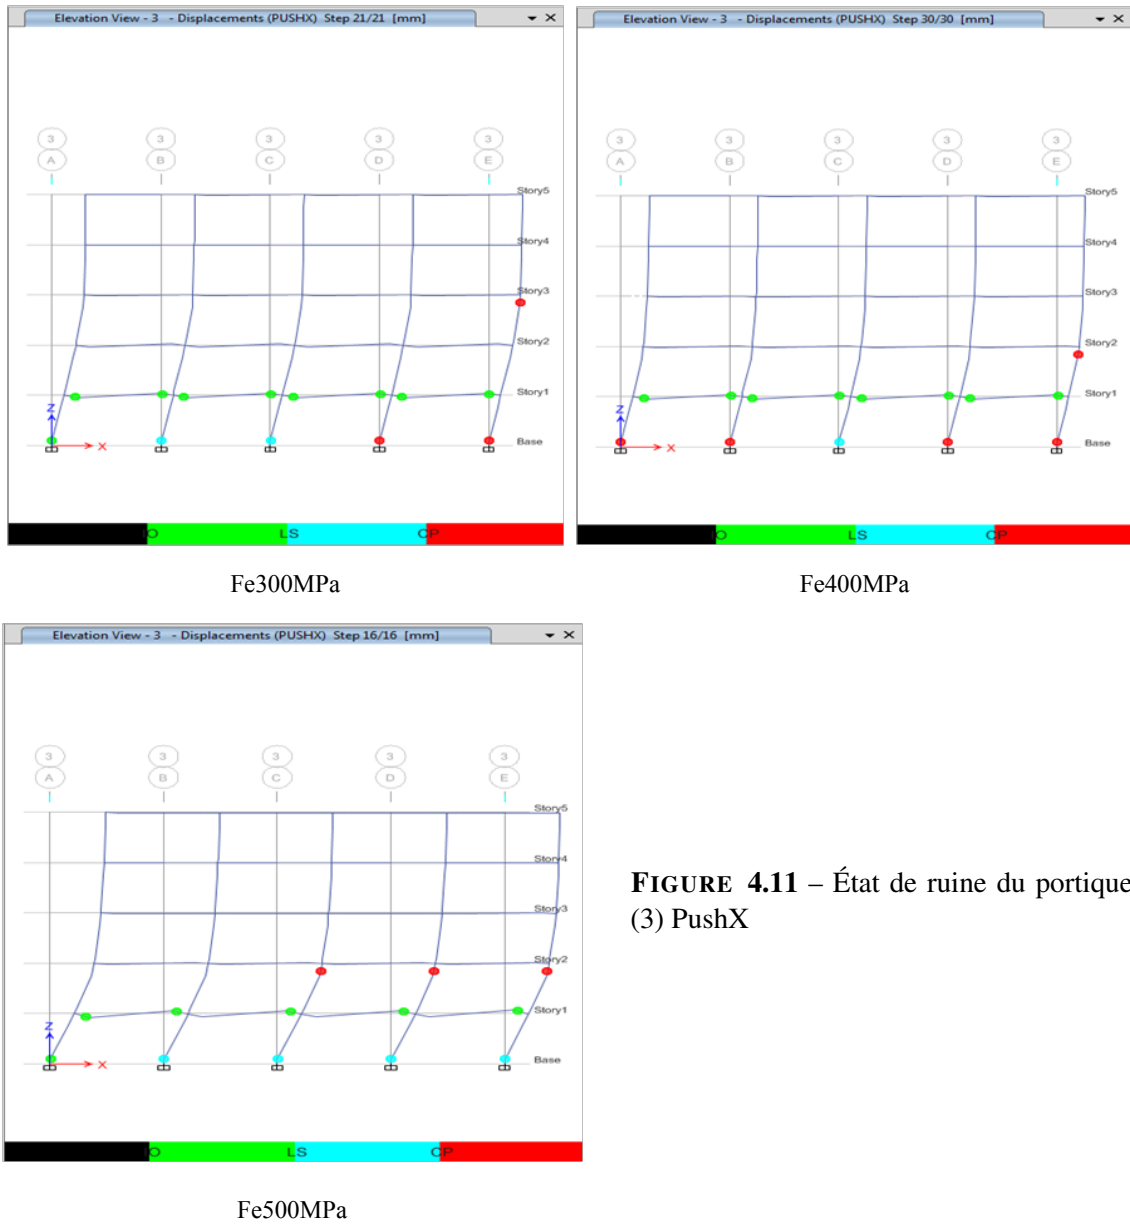 Elevation View - 3 - Displacements (PUSHX) Step 21/21 [mm]
3 3 3 3 3
A B C D E
Story5
Story4
Story3
Story2
Story1
Z
X
Base
IO LS CP
Fe300MPa
Elevation View - 3 - Displacements (PUSHX) Step 30/30 [mm]
3 3 3 3 3
A B C D E
Story5
Story4
Story3
Story2
Story1
Z
X
Base
IO LS CP
Fe400MPa
Elevation View - 3 - Displacements (PUSHX) Step 16/16 [mm]
3 3 3 3 3
A B C D E
Story5
Story4
Story3
Story2
Story1
Z
X
Base
IO LS CP
Fe500MPa
FIGURE 4.11 – État de ruine du portique
(3) PushX